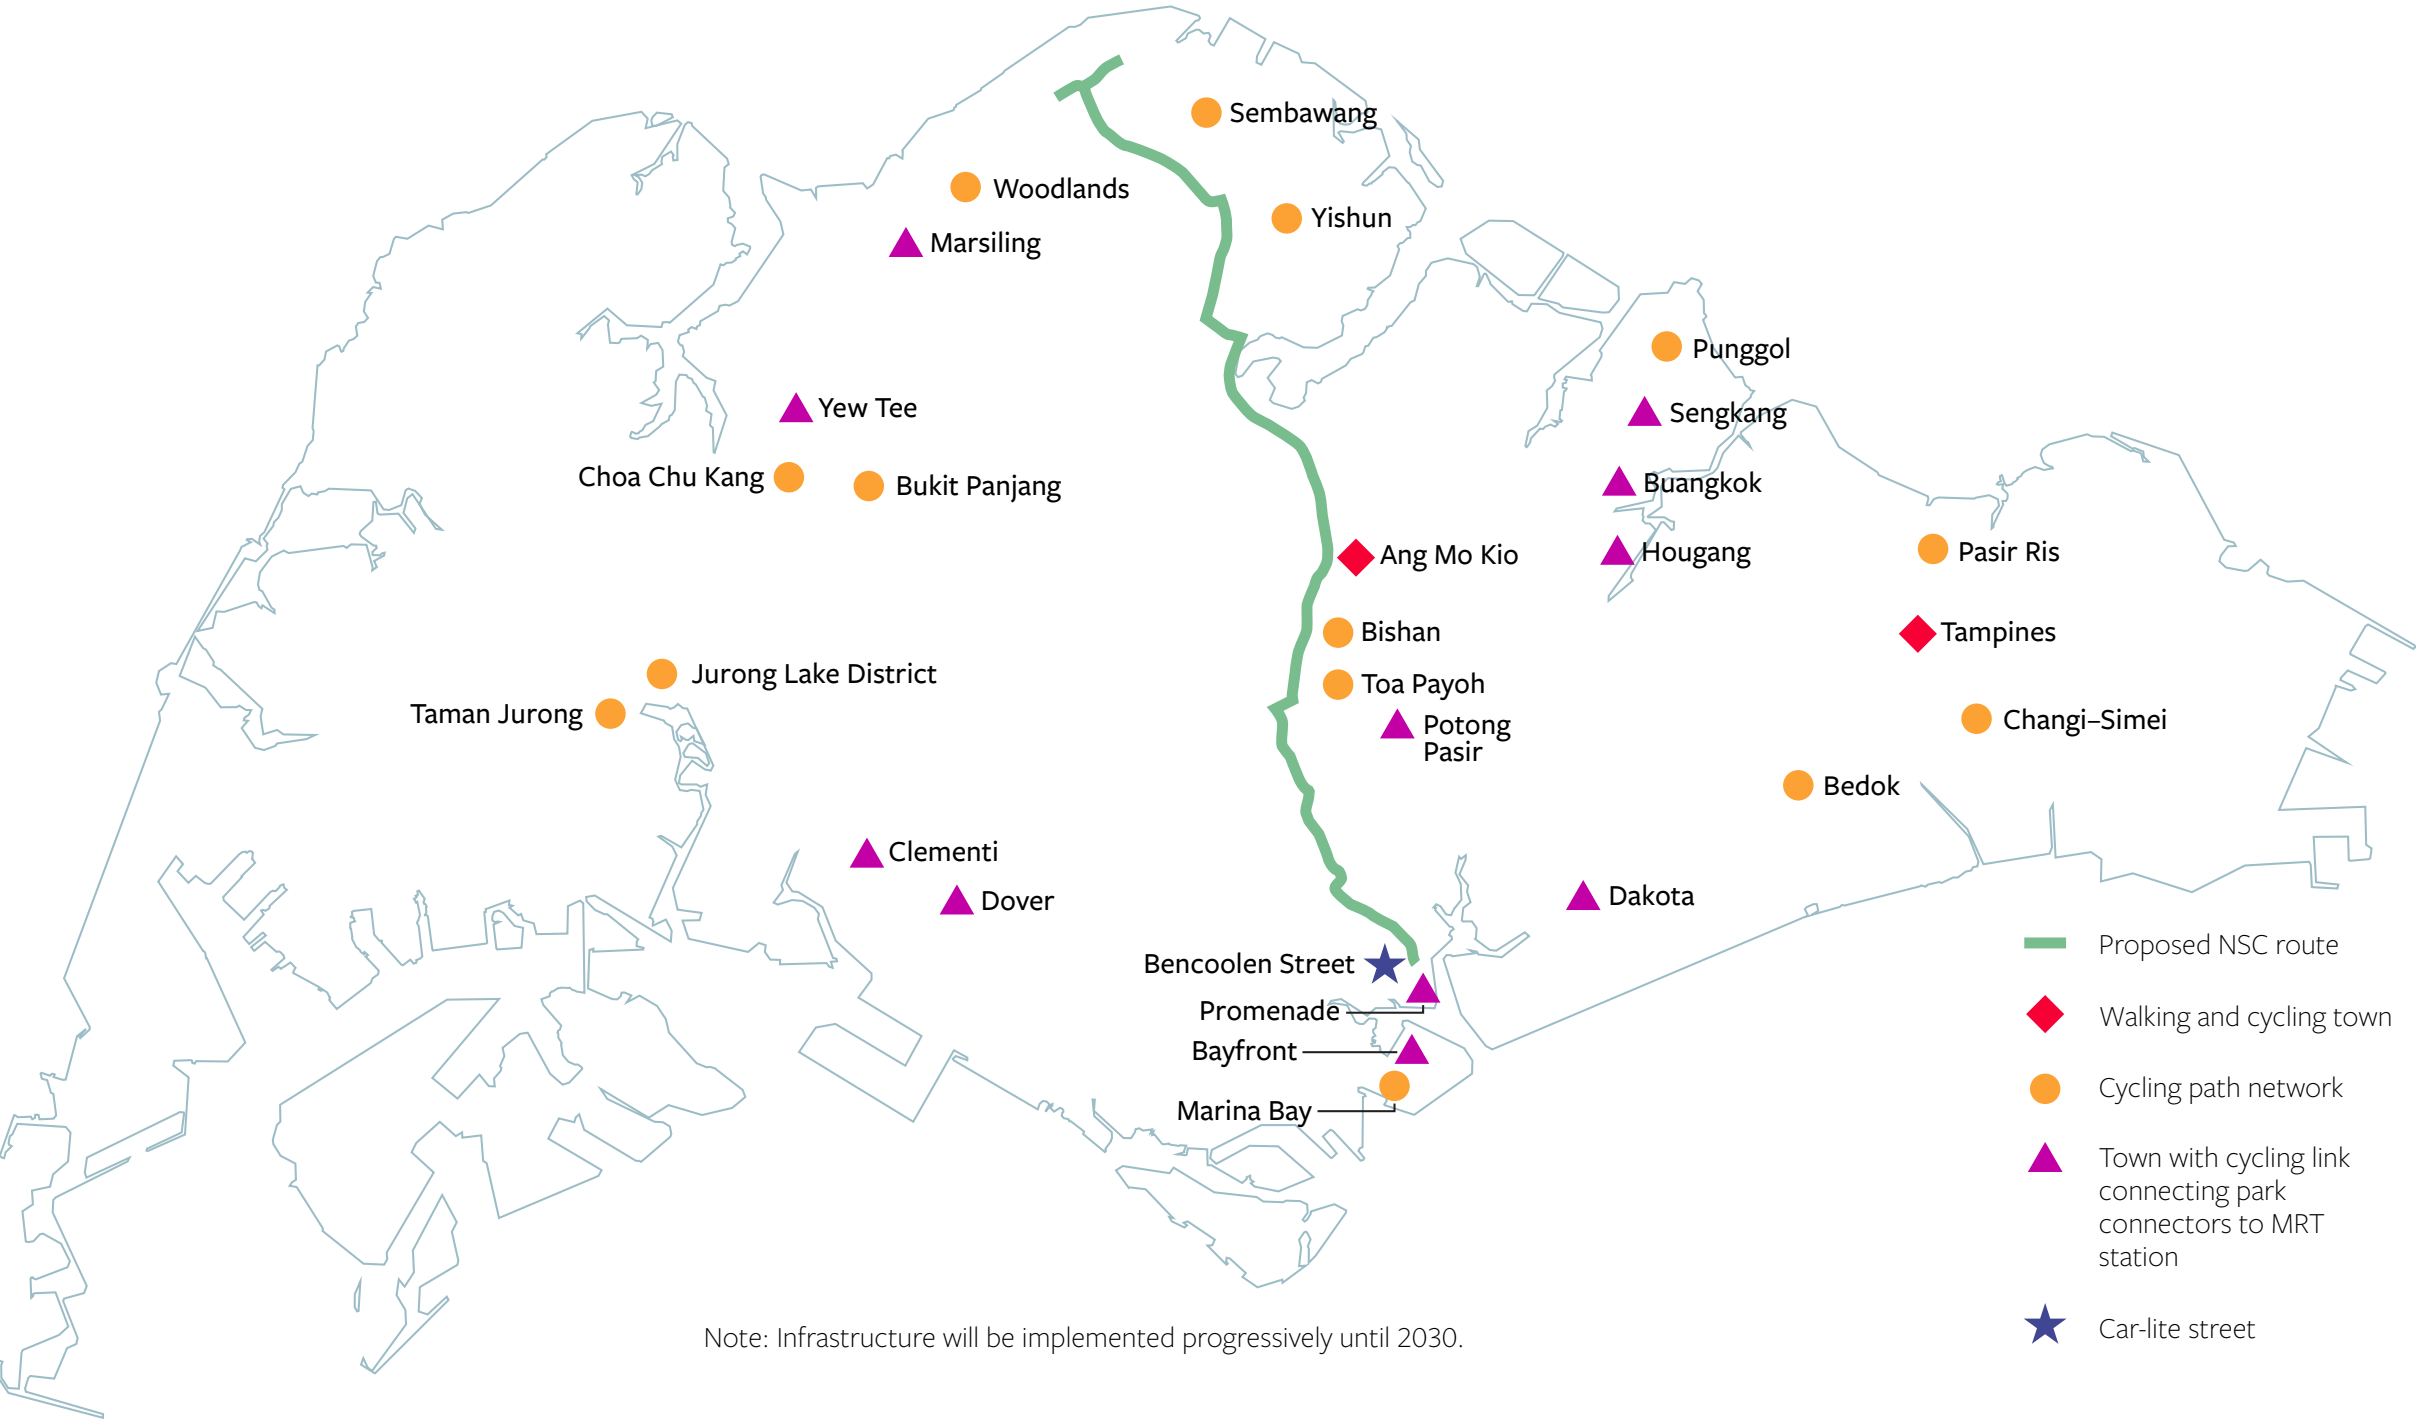 Sembawang
Woodlands
Yishun
Marsiling
Punggol
Yew Tee
Sengkang
Choa Chu Kang
Bukit Panjang
Buangkok
Ang Mo Kio
Hougang
Pasir Ris
Bishan
Tampines
Jurong Lake District
Toa Payoh
Taman Jurong
Potong
Pasir
Changi–Simei
Bedok
Clementi
Dover
Dakota
Bencoolen Street
Promenade
Bayfront
Marina Bay
Proposed NSC route
Walking and cycling town
Cycling path network
Town with cycling link
connecting park
connectors to MRT
station
Car-lite street
Note: Infrastructure will be implemented progressively until 2030.